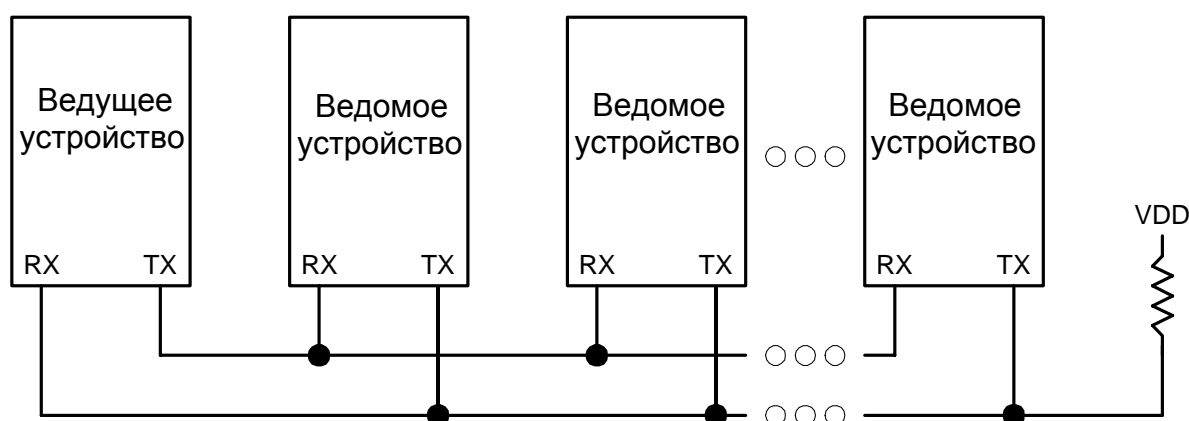 Ведущее
устройство
RX TX
Ведомое
устройство
RX TX
Ведомое
устройство
RX TX
Ведомое
устройство
RX TX
VDD